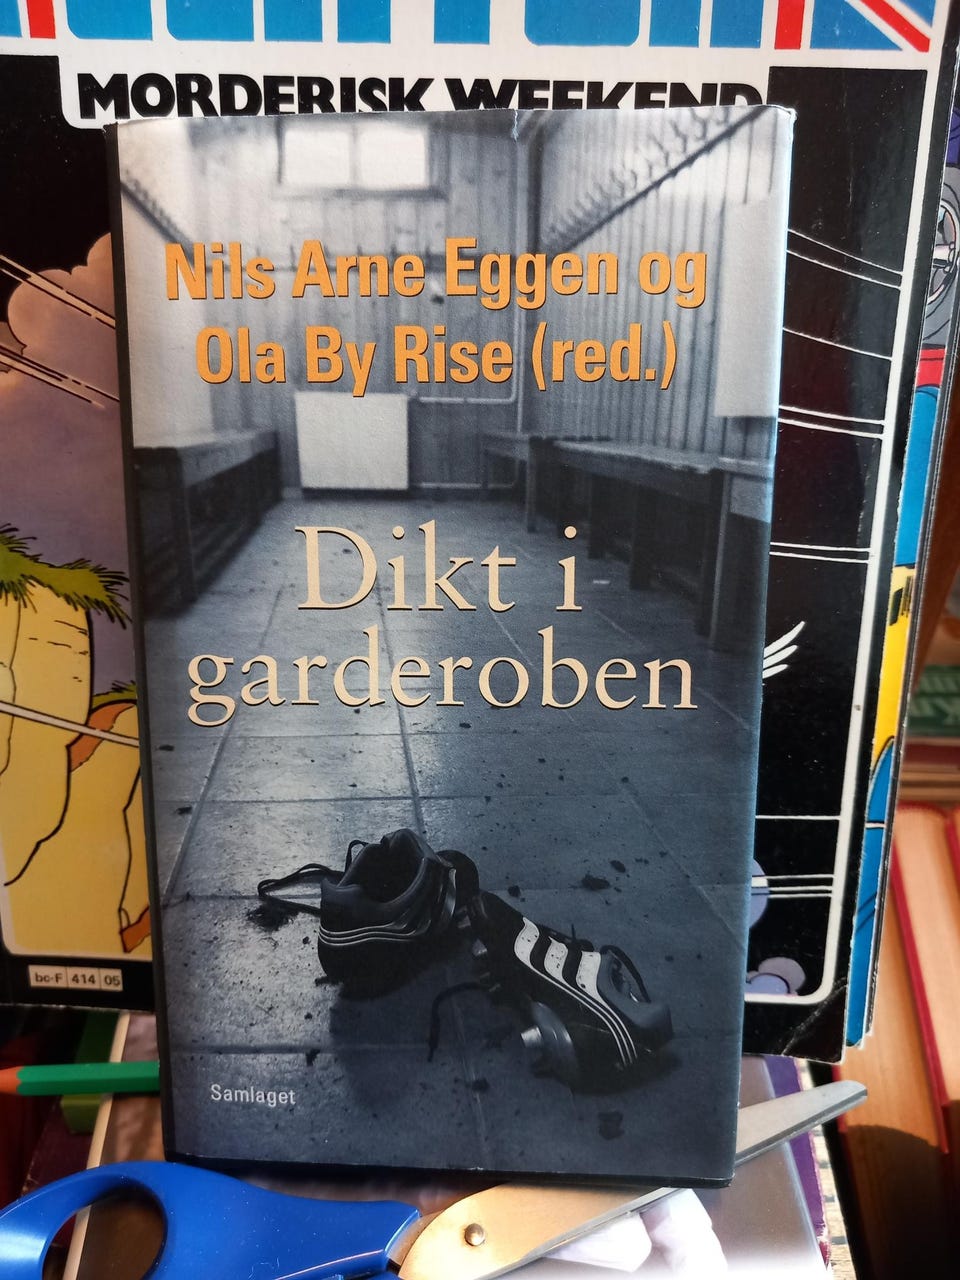 MORDERISK WEEKEND
Nils Arne Eggen og
Ola By Rise (red.)
Dikt i
garderoben
bc-F 414 05
Samlaget